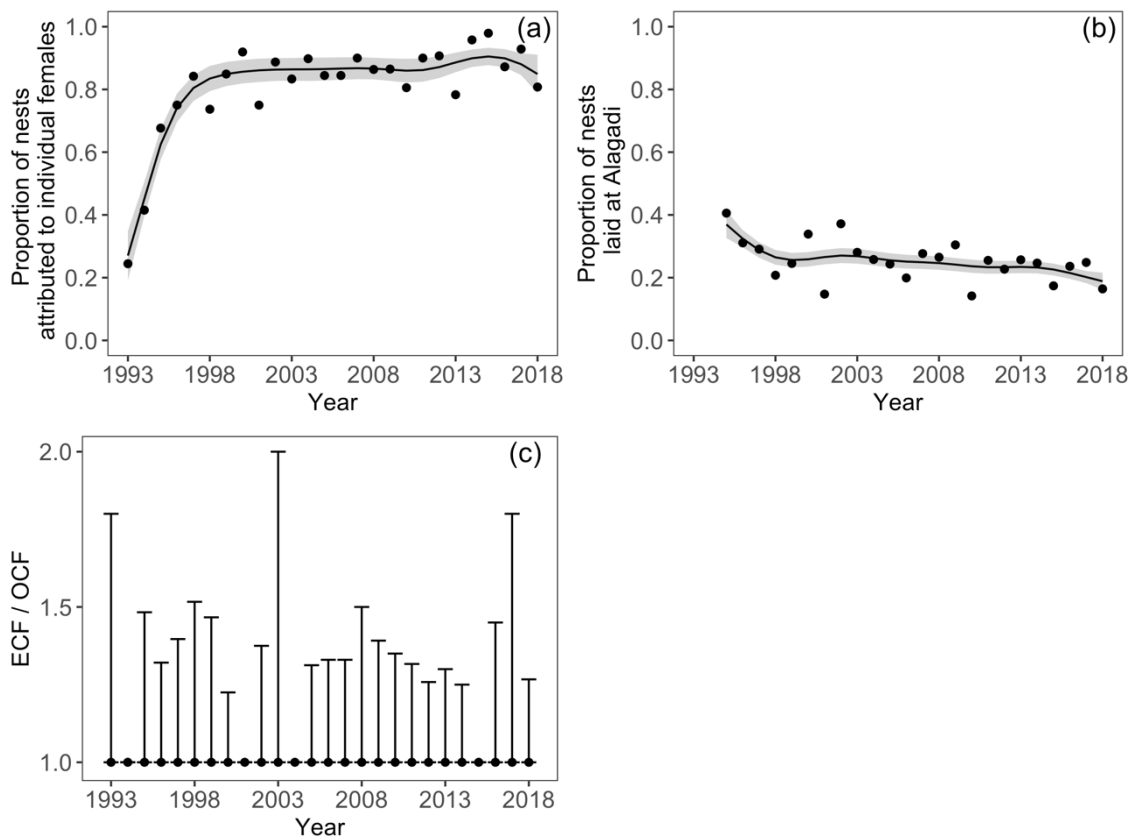 (a)
Proportion of nests
attributed to individual females
1.0
0.8
0.6
0.4
0.2
0.0
1993 1998 2003 2008 2013 2018
Year
(b)
Proportion of nests
laid at Alagadi
1.0
0.8
0.6
0.4
0.2
0.0
1993 1998 2003 2008 2013 2018
Year
(c)
ECF / OCF
2.0
1.5
1.0
1993 1998 2003 2008 2013 2018
Year